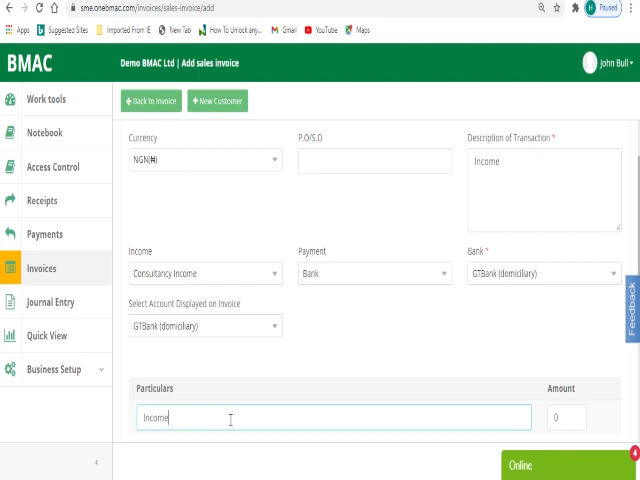 sme.onebmac.com/invoices/sales-invoice/add
H Paused
Apps Suggested Sites Imported From IE New Tab How To Unlock any... Gmail YouTube Maps
BMAC Demo BMAC Ltd | Add sales invoice John Bull
Work tools
Back to Invoice New Customer
Notebook
Currency P.O/S.O Description of Transaction *
NGN(₦) Income
Access Control
Receipts
Payments
Income Payment Bank *
Invoices
Consultancy Income Bank GTBank (domiciliary)
Journal Entry
Select Account Displayed on Invoice
GTBank (domiciliary)
Feedback
Quick View
Business Setup
Particulars Amount
Income 0
4
Online